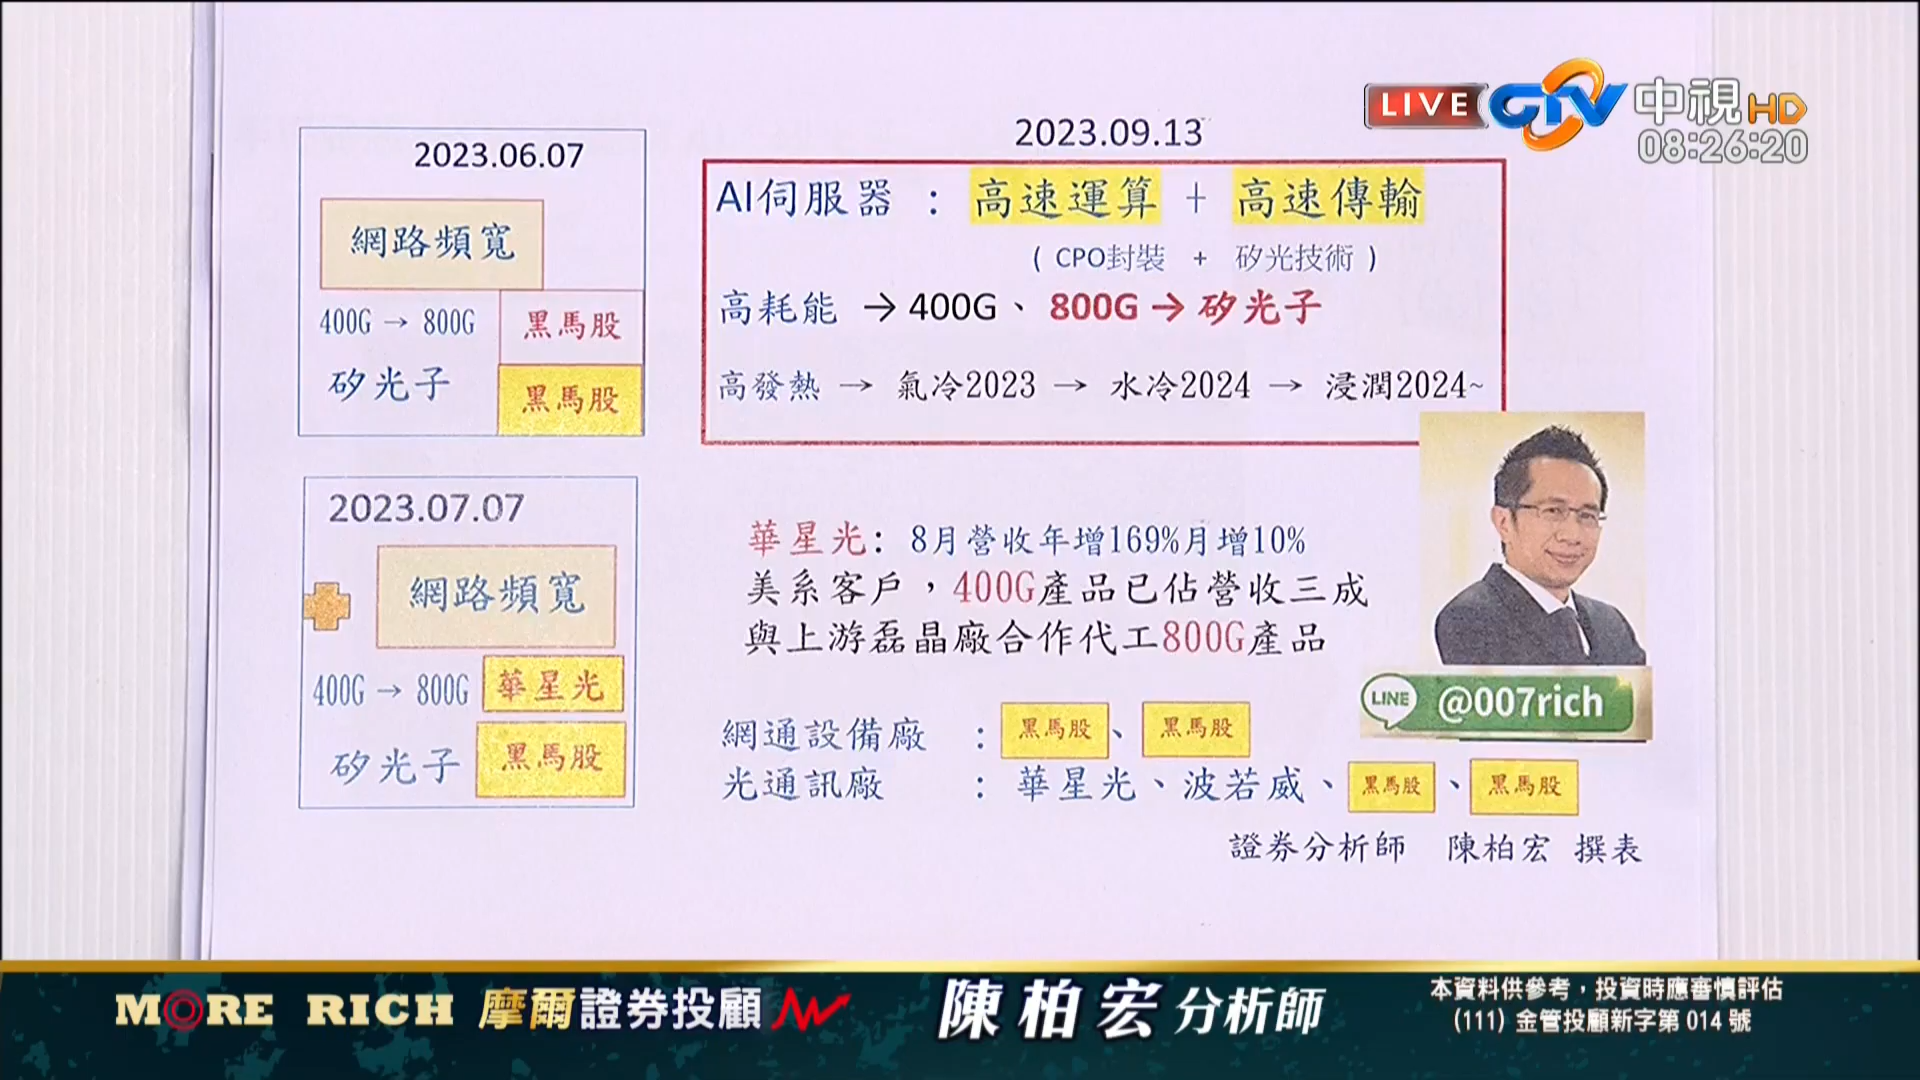 LIVE CTV 中視HD
08:26:20
2023.06.07
網路頻寬
400G → 800G 黑馬股
矽光子 黑馬股
2023.07.07
網路頻寬
400G → 800G 華星光
矽光子 黑馬股
2023.09.13
AI伺服器 : 高速運算 + 高速傳輸
( CPO封裝 + 矽光技術 )
高耗能 → 400G、800G → 矽光子
高發熱 → 氣冷2023 → 水冷2024 → 浸潤2024~
華星光: 8月營收年增169%月增10%
美系客戶，400G產品已佔營收三成
與上游磊晶廠合作代工800G產品
LINE @007rich
網通設備廠 : 黑馬股、黑馬股
光通訊廠 : 華星光、波若威、黑馬股、黑馬股
證券分析師 陳柏宏 撰表
MORE RICH 摩爾證券投顧 陳柏宏 分析師
本資料供參考，投資時應審慎評估
(111) 金管投顧新字第 014 號